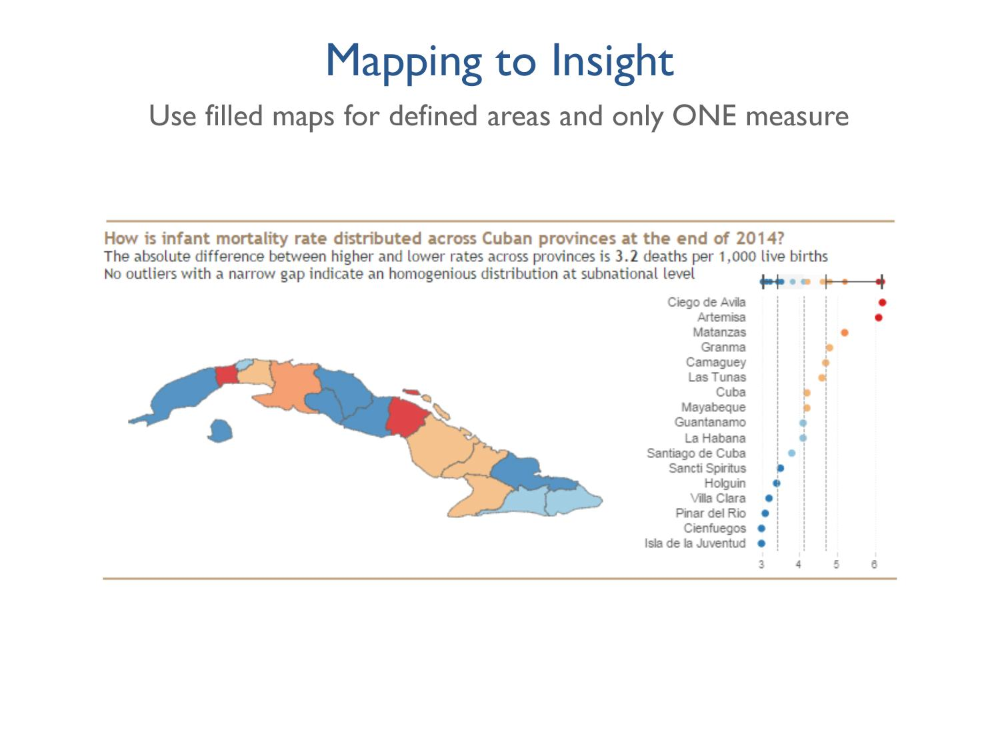 Mapping to Insight
Use filled maps for defined areas and only ONE measure
How is infant mortality rate distributed across Cuban provinces at the end of 2014?
The absolute difference between higher and lower rates across provinces is 3.2 deaths per 1,000 live births
No outliers with a narrow gap indicate an homogenious distribution at subnational level
Ciego de Avila
Artemisa
Matanzas
Granma
Camaguey
Las Tunas
Cuba
Mayabeque
Guantanamo
La Habana
Santiago de Cuba
Sancti Spiritus
Holguin
Villa Clara
Pinar del Rio
Cienfuegos
Isla de la Juventud
3 4 5 6